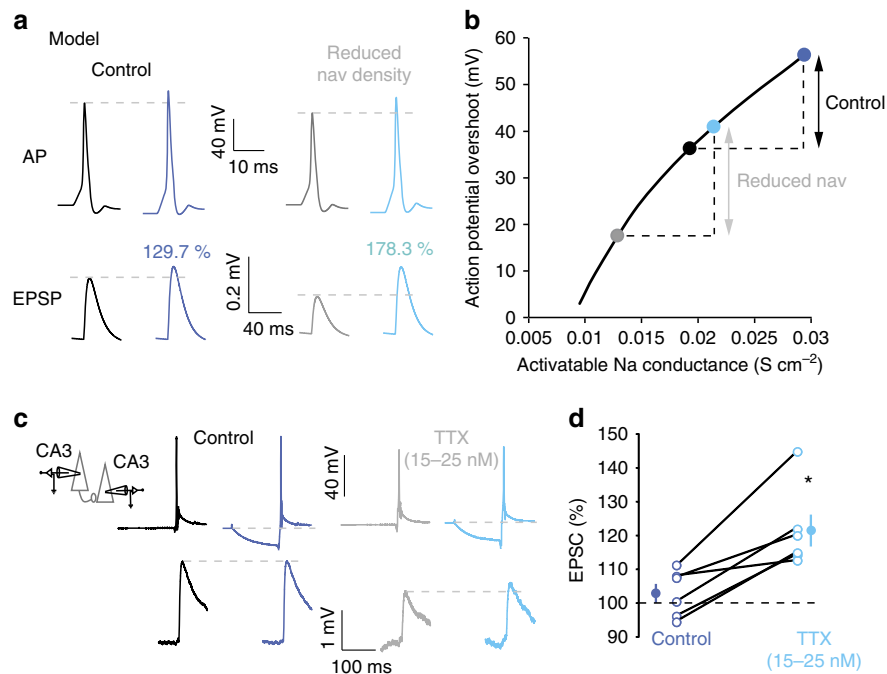 a
Model
Control
Reduced
nav density
AP
40 mV
10 ms
129.7 %
178.3 %
EPSP
0.2 mV
40 ms
b
Action potential overshoot (mV)
60
50
40
30
20
10
0
0.005
0.01
0.015
0.02
0.025
0.03
Activatable Na conductance (S cm⁻²)
Control
Reduced nav
c
CA3
CA3
Control
TTX
(15–25 nM)
40 mV
1 mV
100 ms
d
EPSC (%)
150
140
130
120
110
100
90
*
Control
TTX
(15–25 nM)